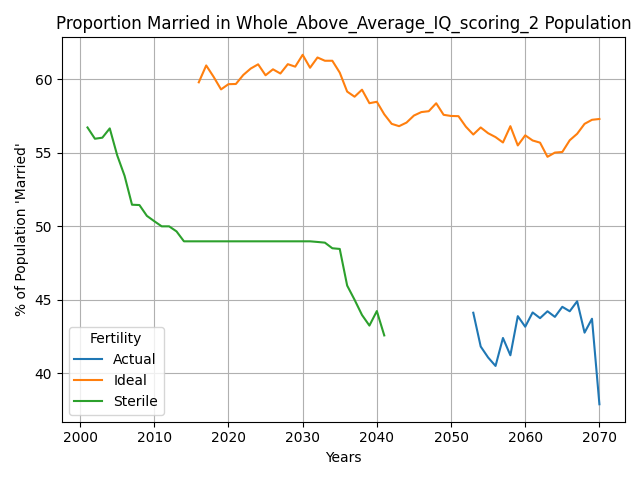 Proportion Married in Whole_Above_Average_IQ_scoring_2 Population
% of Population 'Married'
60
55
50
45
40
Fertility
Actual
Ideal
Sterile
2000 2010 2020 2030 2040 2050 2060 2070
Years